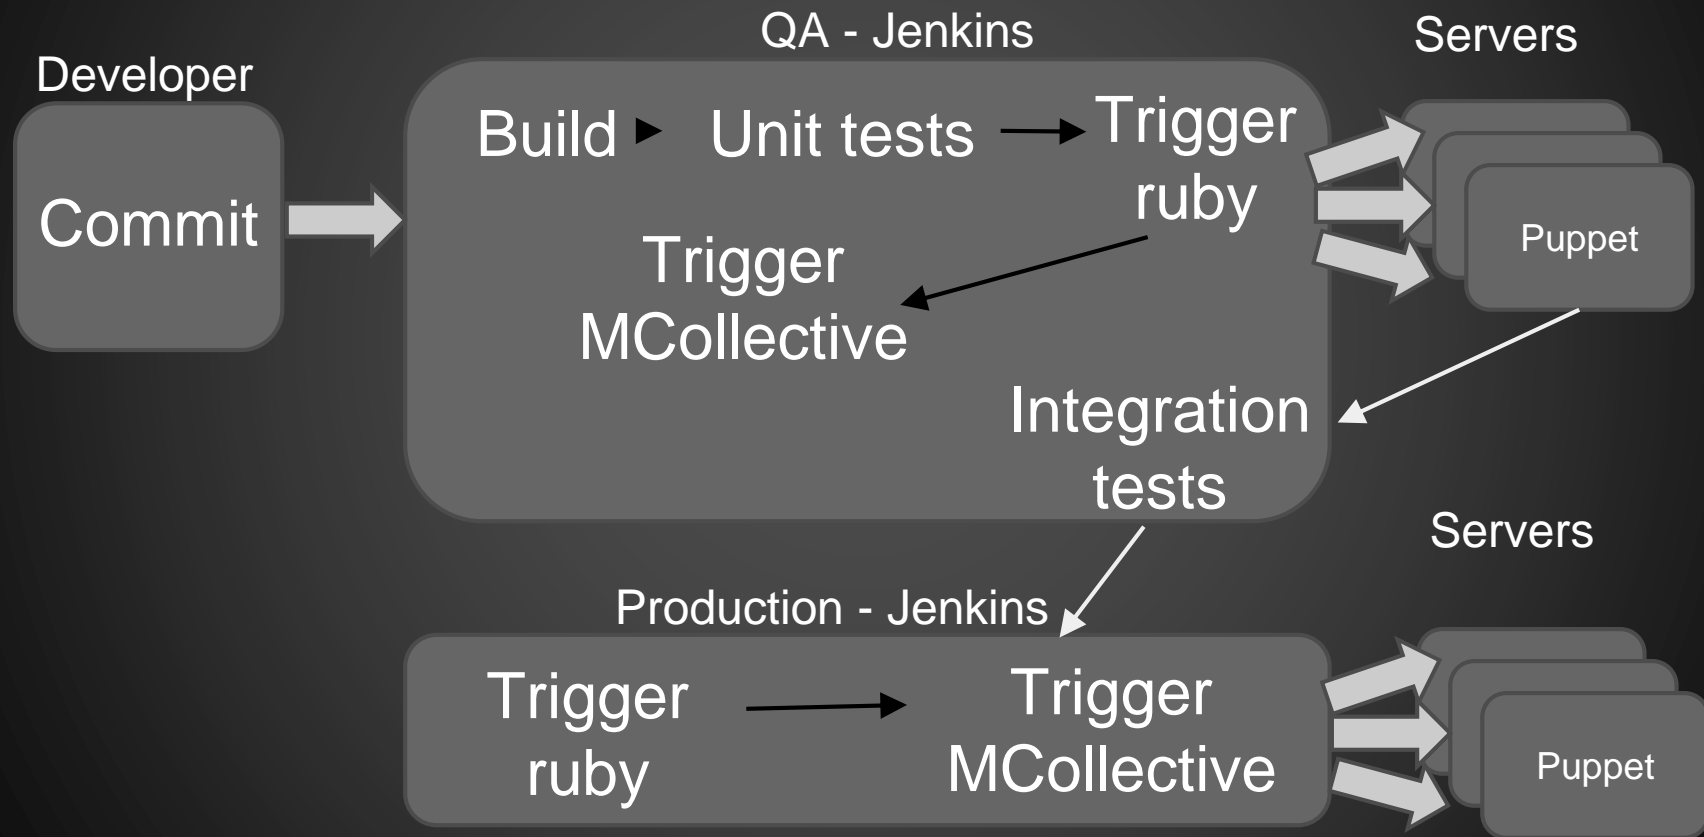 QA - Jenkins
Servers
Developer
Build
Unit tests
Trigger
ruby
Commit
Puppet
Trigger
MCollective
Integration
tests
Servers
Production - Jenkins
Trigger
ruby
Trigger
MCollective
Puppet